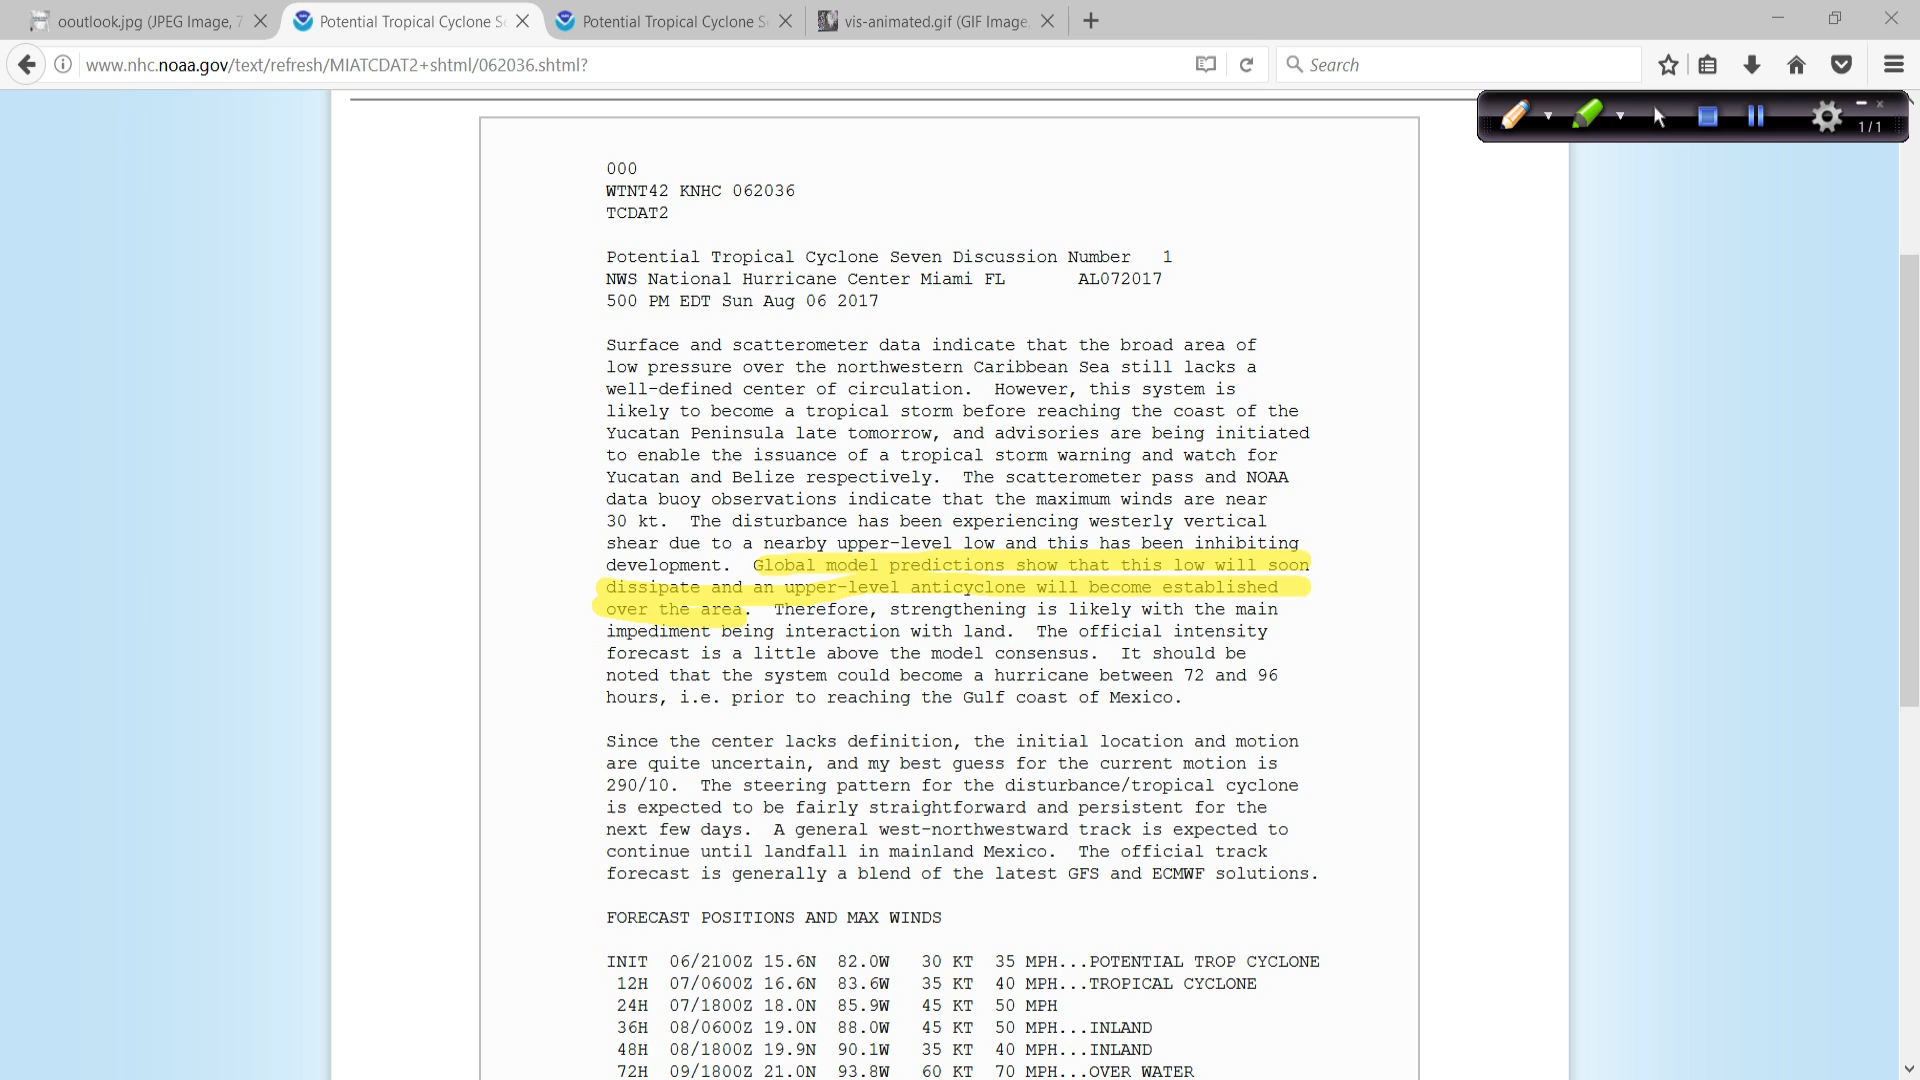 ooutlook.jpg (JPEG Image, 7
Potential Tropical Cyclone Se
Potential Tropical Cyclone S
vis-animated.gif (GIF Image,
www.nhc.noaa.gov/text/refresh/MIATCDAT2+shtml/062036.shtml?
Search
1/1
000
WTNT42 KNHC 062036
TCDAT2
Potential Tropical Cyclone Seven Discussion Number   1
NWS National Hurricane Center Miami FL       AL072017
500 PM EDT Sun Aug 06 2017
Surface and scatterometer data indicate that the broad area of
low pressure over the northwestern Caribbean Sea still lacks a
well-defined center of circulation.  However, this system is
likely to become a tropical storm before reaching the coast of the
Yucatan Peninsula late tomorrow, and advisories are being initiated
to enable the issuance of a tropical storm warning and watch for
Yucatan and Belize respectively.  The scatterometer pass and NOAA
data buoy observations indicate that the maximum winds are near
30 kt.  The disturbance has been experiencing westerly vertical
shear due to a nearby upper-level low and this has been inhibiting
development.  Global model predictions show that this low will soon
dissipate and an upper-level anticyclone will become established
over the area.  Therefore, strengthening is likely with the main
impediment being interaction with land.  The official intensity
forecast is a little above the model consensus.  It should be
noted that the system could become a hurricane between 72 and 96
hours, i.e. prior to reaching the Gulf coast of Mexico.
Since the center lacks definition, the initial location and motion
are quite uncertain, and my best guess for the current motion is
290/10.  The steering pattern for the disturbance/tropical cyclone
is expected to be fairly straightforward and persistent for the
next few days.  A general west-northwestward track is expected to
continue until landfall in mainland Mexico.  The official track
forecast is generally a blend of the latest GFS and ECMWF solutions.
FORECAST POSITIONS AND MAX WINDS
INIT  06/2100Z 15.6N  82.0W   30 KT  35 MPH...POTENTIAL TROP CYCLONE
12H  07/0600Z 16.6N  83.6W   35 KT  40 MPH...TROPICAL CYCLONE
24H  07/1800Z 18.0N  85.9W   45 KT  50 MPH
36H  08/0600Z 19.0N  88.0W   45 KT  50 MPH...INLAND
48H  08/1800Z 19.9N  90.1W   35 KT  40 MPH...INLAND
72H  09/1800Z 21.0N  93.8W   60 KT  70 MPH...OVER WATER